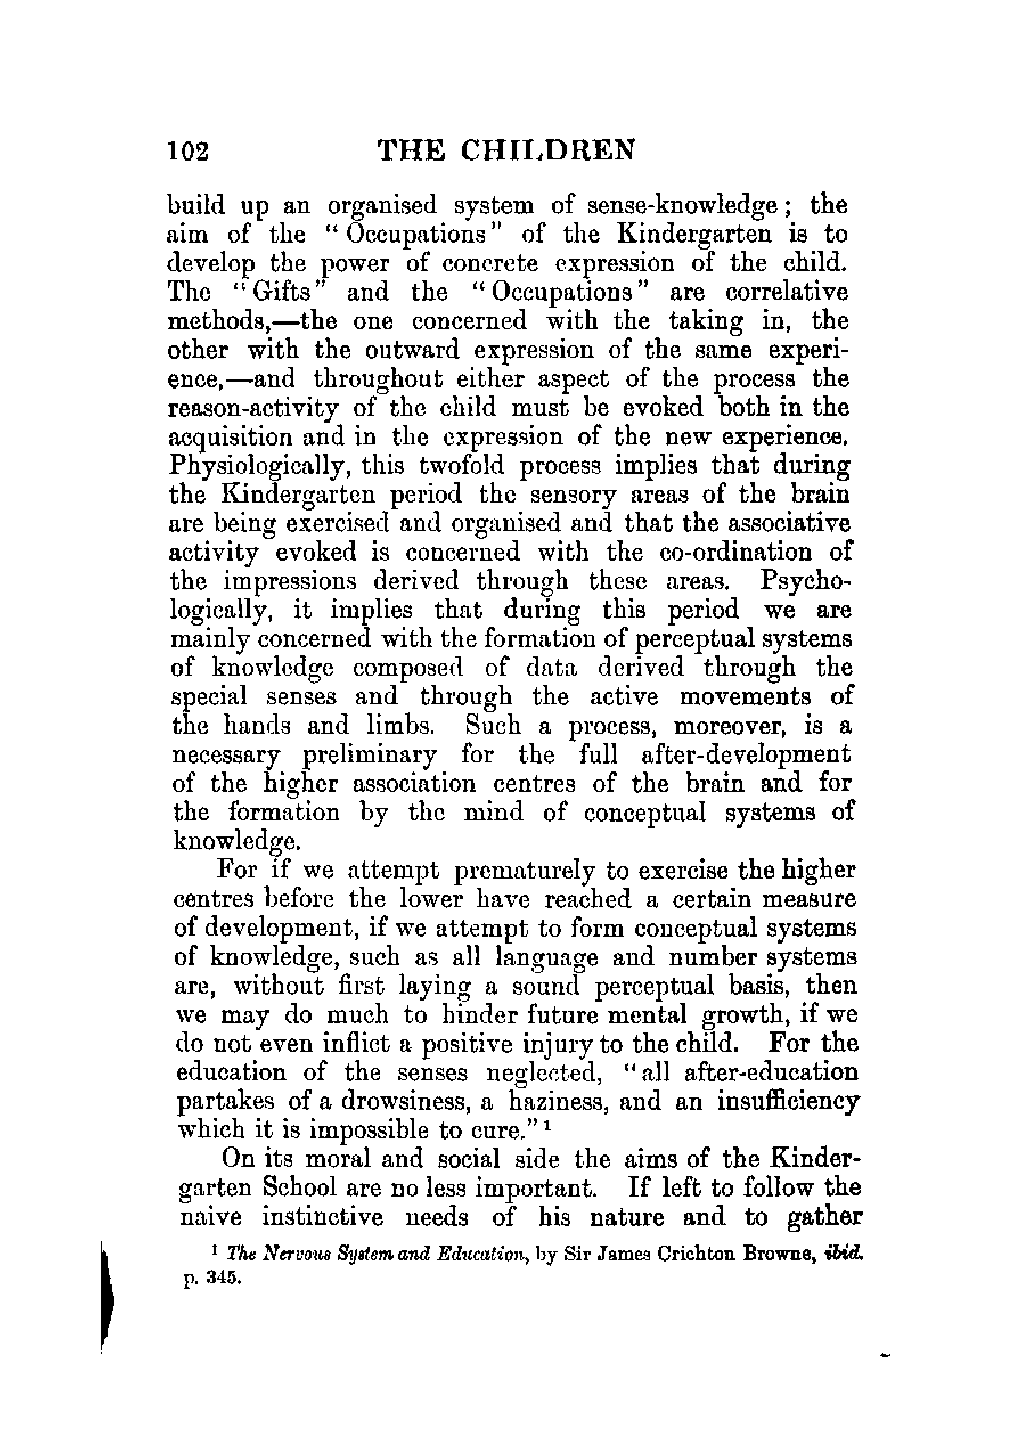 102 THE CHILDREN
build up an organised system of sense-knowledge; the
aim of the "Occupations" of the Kindergarten is to
develop the power of concrete expression of the child.
The "Gifts" and the "Occupations" are correlative
methods,—the one concerned with the taking in, the
other with the outward expression of the same experi-
ence,—and throughout either aspect of the process the
reason-activity of the child must be evoked both in the
acquisition and in the expression of the new experience.
Physiologically, this twofold process implies that during
the Kindergarten period the sensory areas of the brain
are being exercised and organised and that the associative
activity evoked is concerned with the co-ordination of
the impressions derived through these areas. Psycho-
logically, it implies that during this period we are
mainly concerned with the formation of perceptual systems
of knowledge composed of data derived through the
special senses and through the active movements of
the hands and limbs. Such a process, moreover, is a
necessary preliminary for the full after-development
of the higher association centres of the brain and for
the formation by the mind of conceptual systems of
knowledge.
For if we attempt prematurely to exercise the higher
centres before the lower have reached a certain measure
of development, if we attempt to form conceptual systems
of knowledge, such as all language and number systems
are, without first laying a sound perceptual basis, then
we may do much to hinder future mental growth, if we
do not even inflict a positive injury to the child. For the
education of the senses neglected, "all after-education
partakes of a drowsiness, a haziness, and an insufficiency
which it is impossible to cure."¹
On its moral and social side the aims of the Kinder-
garten School are no less important. If left to follow the
naive instinctive needs of his nature and to gather
¹ The Nervous System and Education, by Sir James Crichton Browne, ibid.
p. 345.